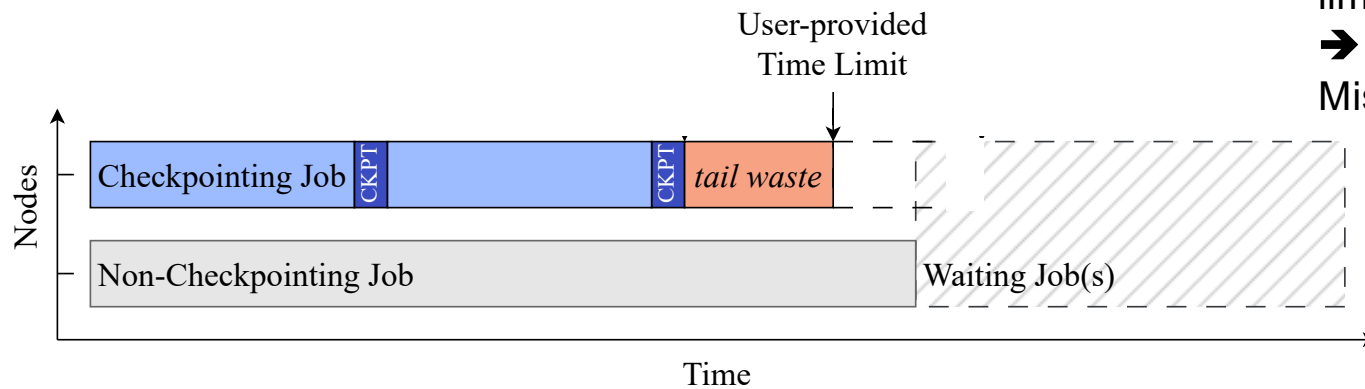 User-provided
Time Limit
➔
Nodes
Checkpointing Job
CKPT
CKPT
tail waste
Non-Checkpointing Job
Waiting Job(s)
Time